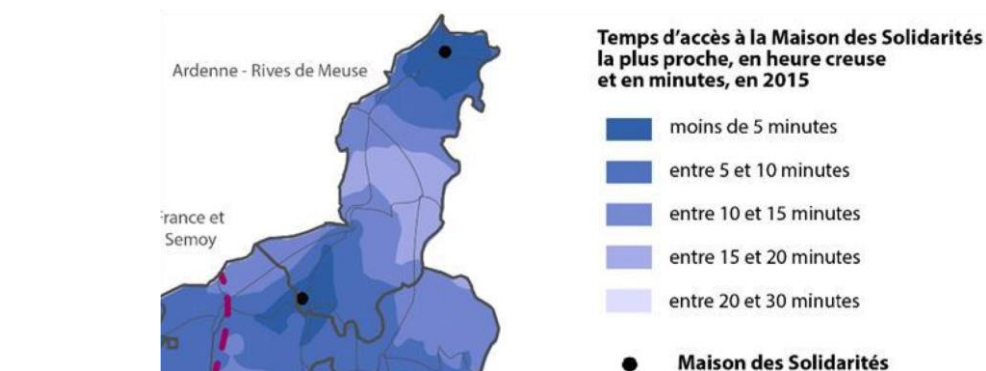 Ardenne - Rives de Meuse
France et
Semoy
Temps d’accès à la Maison des Solidarités
la plus proche, en heure creuse
et en minutes, en 2015
moins de 5 minutes
entre 5 et 10 minutes
entre 10 et 15 minutes
entre 15 et 20 minutes
entre 20 et 30 minutes
Maison des Solidarités